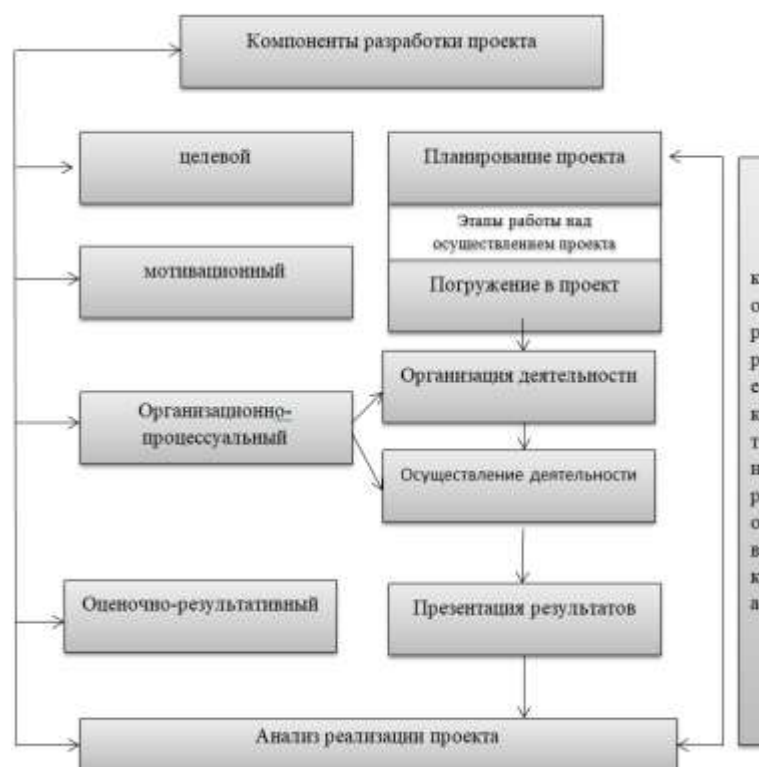 Компоненты разработки проекта
целевой
Планирование проекта
Этапы работы над
осуществлением проекта
мотивационный
Погружение в проект
Организация деятельности
Организационно-
процессуальный
Осуществление деятельности
Оценочно-результативный
Презентация результатов
Анализ реализации проекта
корректировка